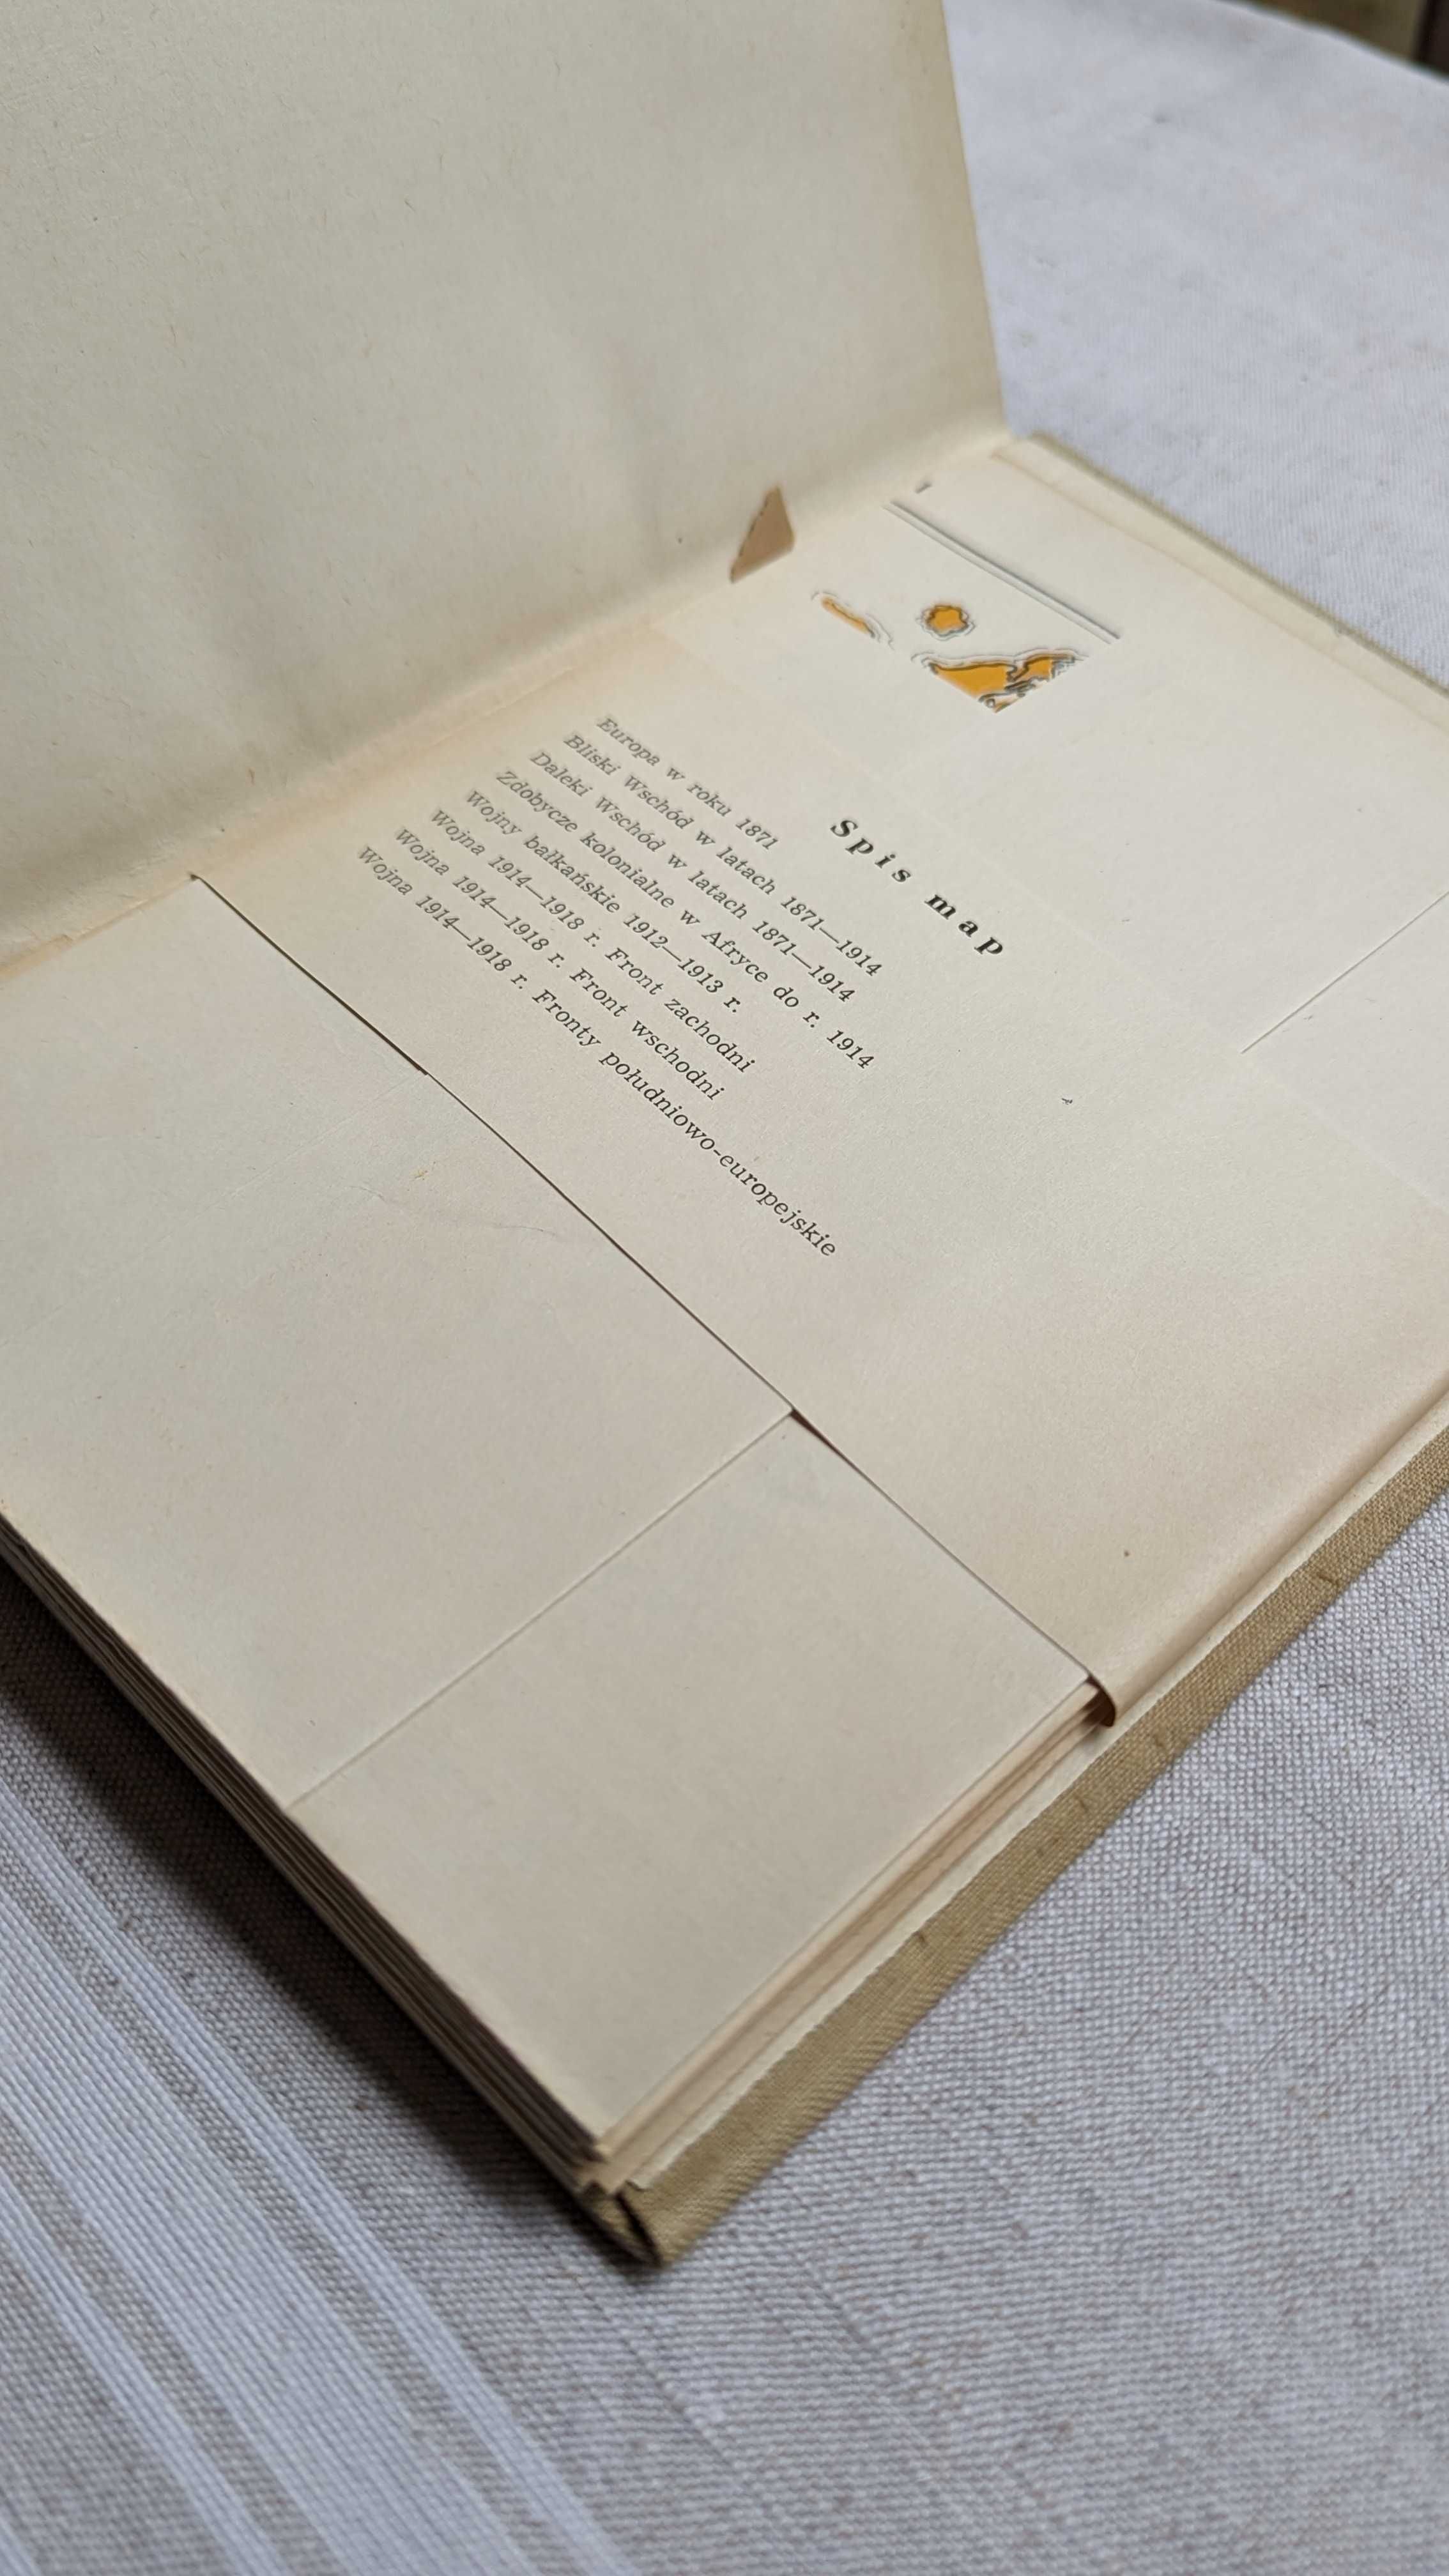 Spis map
Europa w roku 1871
Bliski Wschód w latach 1871—1914
Daleki Wschód w latach 1871—1914
Zdobycze kolonialne w Afryce do r. 1914
Wojny bałkańskie 1912—1913 r.
Wojna 1914—1918 r. Front zachodni
Wojna 1914—1918 r. Front wschodni
Wojna 1914—1918 r. Fronty południowo-europejskie